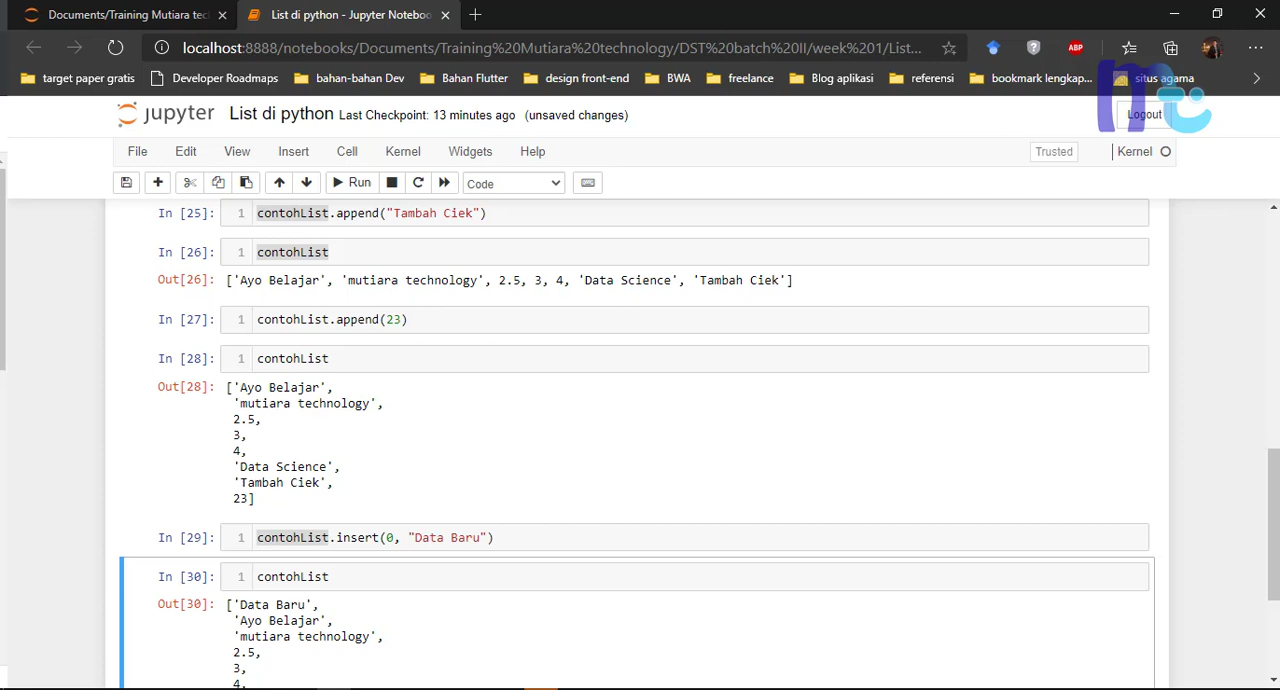 Documents/Training Mutiara tec
List di python - Jupyter Noteboo
localhost:8888/notebooks/Documents/Training%20Mutiara%20technology/DST%20batch%20II/week%201/List...
ABP
target paper gratis
Developer Roadmaps
bahan-bahan Dev
Bahan Flutter
design front-end
BWA
freelance
Blog aplikasi
referensi
bookmark lengkap...
situs agama
jupyter List di python Last Checkpoint: 13 minutes ago (unsaved changes)
Logout
File Edit View Insert Cell Kernel Widgets Help
Trusted
Kernel
Run
Code
In [25]: 1 contohList.append("Tambah Ciek")
In [26]: 1 contohList
Out[26]: ['Ayo Belajar', 'mutiara technology', 2.5, 3, 4, 'Data Science', 'Tambah Ciek']
In [27]: 1 contohList.append(23)
In [28]: 1 contohList
Out[28]: ['Ayo Belajar',
'mutiara technology',
2.5,
3,
4,
'Data Science',
'Tambah Ciek',
23]
In [29]: 1 contohList.insert(0, "Data Baru")
In [30]: 1 contohList
Out[30]: ['Data Baru',
'Ayo Belajar',
'mutiara technology',
2.5,
3,
4,